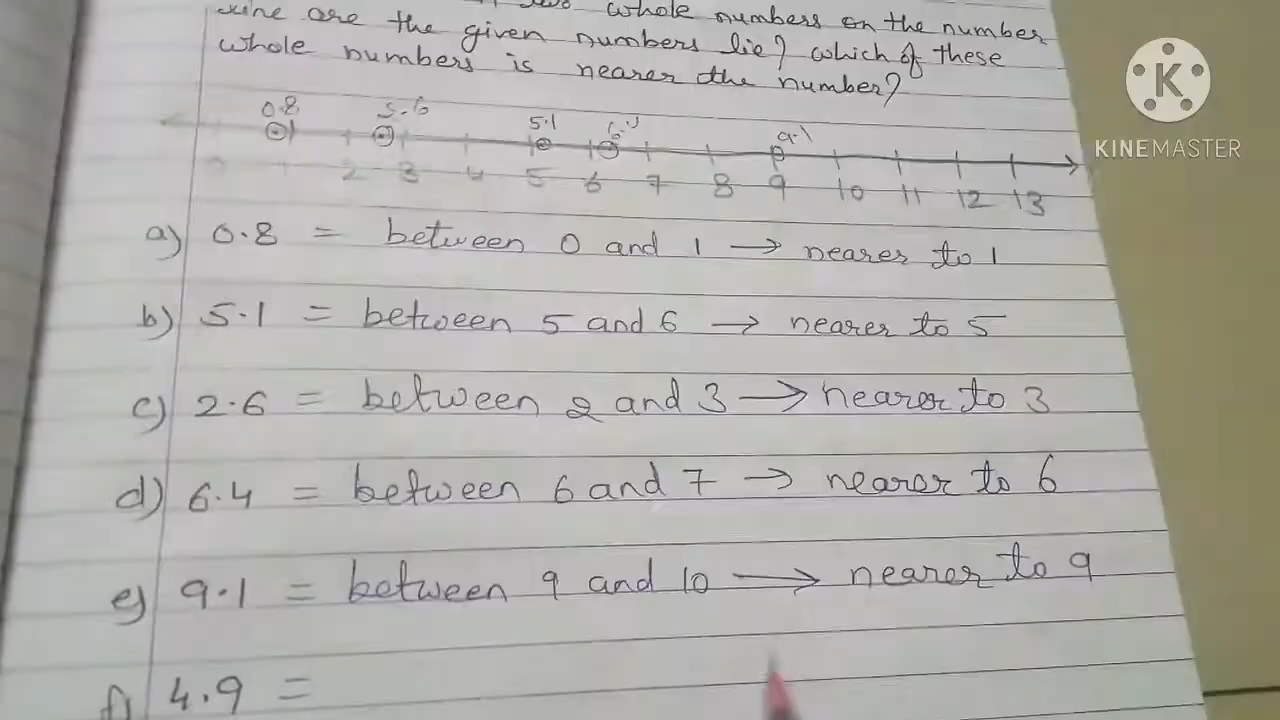 two whole numbers on the number
line are the given numbers lie? which of these
whole numbers is nearer the number?
0.8 5.6 5.1 9.1
1
2 3 4 5 6 7 8 9 10 11 12 13
a) 0.8 = between 0 and 1 → nearer to 1
b) 5.1 = between 5 and 6 → nearer to 5
c) 2.6 = between 2 and 3 → nearer to 3
d) 6.4 = between 6 and 7 → nearer to 6
e) 9.1 = between 9 and 10 → nearer to 9
f) 4.9 =
K
KINEMASTER